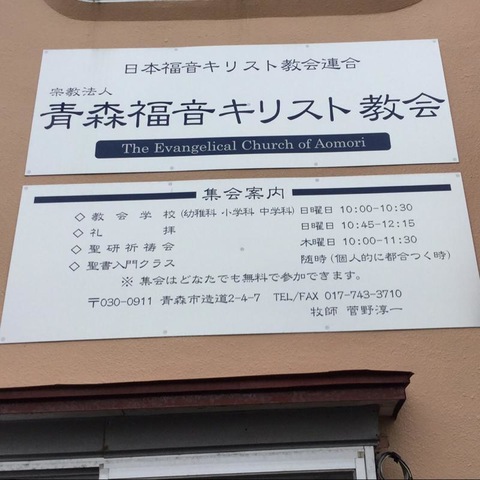 日本福音キリスト教会連合
宗教法人
青森福音キリスト教会
The Evangelical Church of Aomori
集会案内
◇ 教会学校 (幼稚科 小学科 中学科) 日曜日 10:00-10:30
◇ 礼拝 日曜日 10:45-12:15
◇ 聖研祈祷会 木曜日 10:00-11:30
◇ 聖書入門クラス 随時 (個人的に都合つく時)
※ 集会はどなたでも無料で参加できます。
〒030-0911 青森市造道2-4-7 TEL/FAX 017-743-3710
牧師 菅野淳一